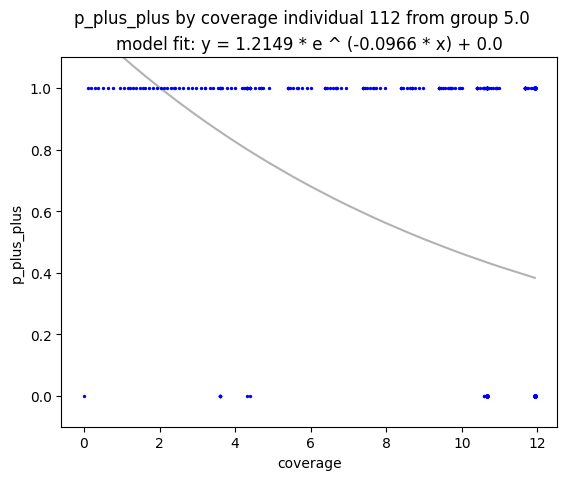 p_plus_plus by coverage individual 112 from group 5.0
model fit: y = 1.2149 * e ^ (-0.0966 * x) + 0.0
1.0
0.8
0.6
0.4
0.2
0.0
p_plus_plus
0 2 4 6 8 10 12
coverage